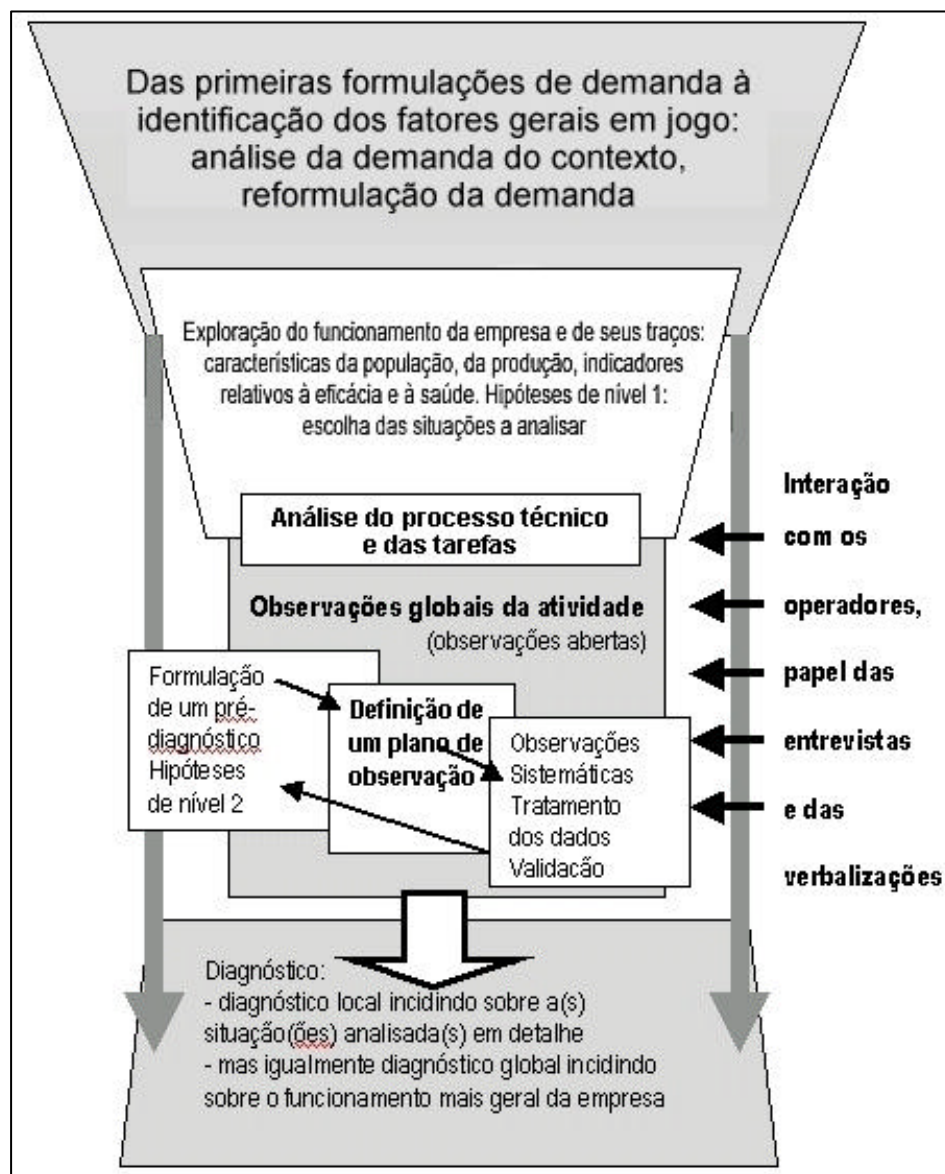 Das primeiras formulações de demanda à
identificação dos fatores gerais em jogo:
análise da demanda do contexto,
reformulação da demanda
Exploração do funcionamento da empresa e de seus traços:
características da população, da produção, indicadores
relativos à eficácia e à saúde. Hipóteses de nível 1:
escolha das situações a analisar
Análise do processo técnico
e das tarefas
Observações globais da atividade
(observações abertas)
Formulação
de um pré-
diagnóstico
Hipóteses
de nível 2
Definição de
um plano de
observação
Observações
Sistemáticas
Tratamento
dos dados
Validacão
Interação
com os
operadores,
papel das
entrevistas
e das
verbalizações
Diagnóstico:
- diagnóstico local incidindo sobre a(s)
situação(ões) analisada(s) em detalhe
- mas igualmente diagnóstico global incidindo
sobre o funcionamento mais geral da empresa